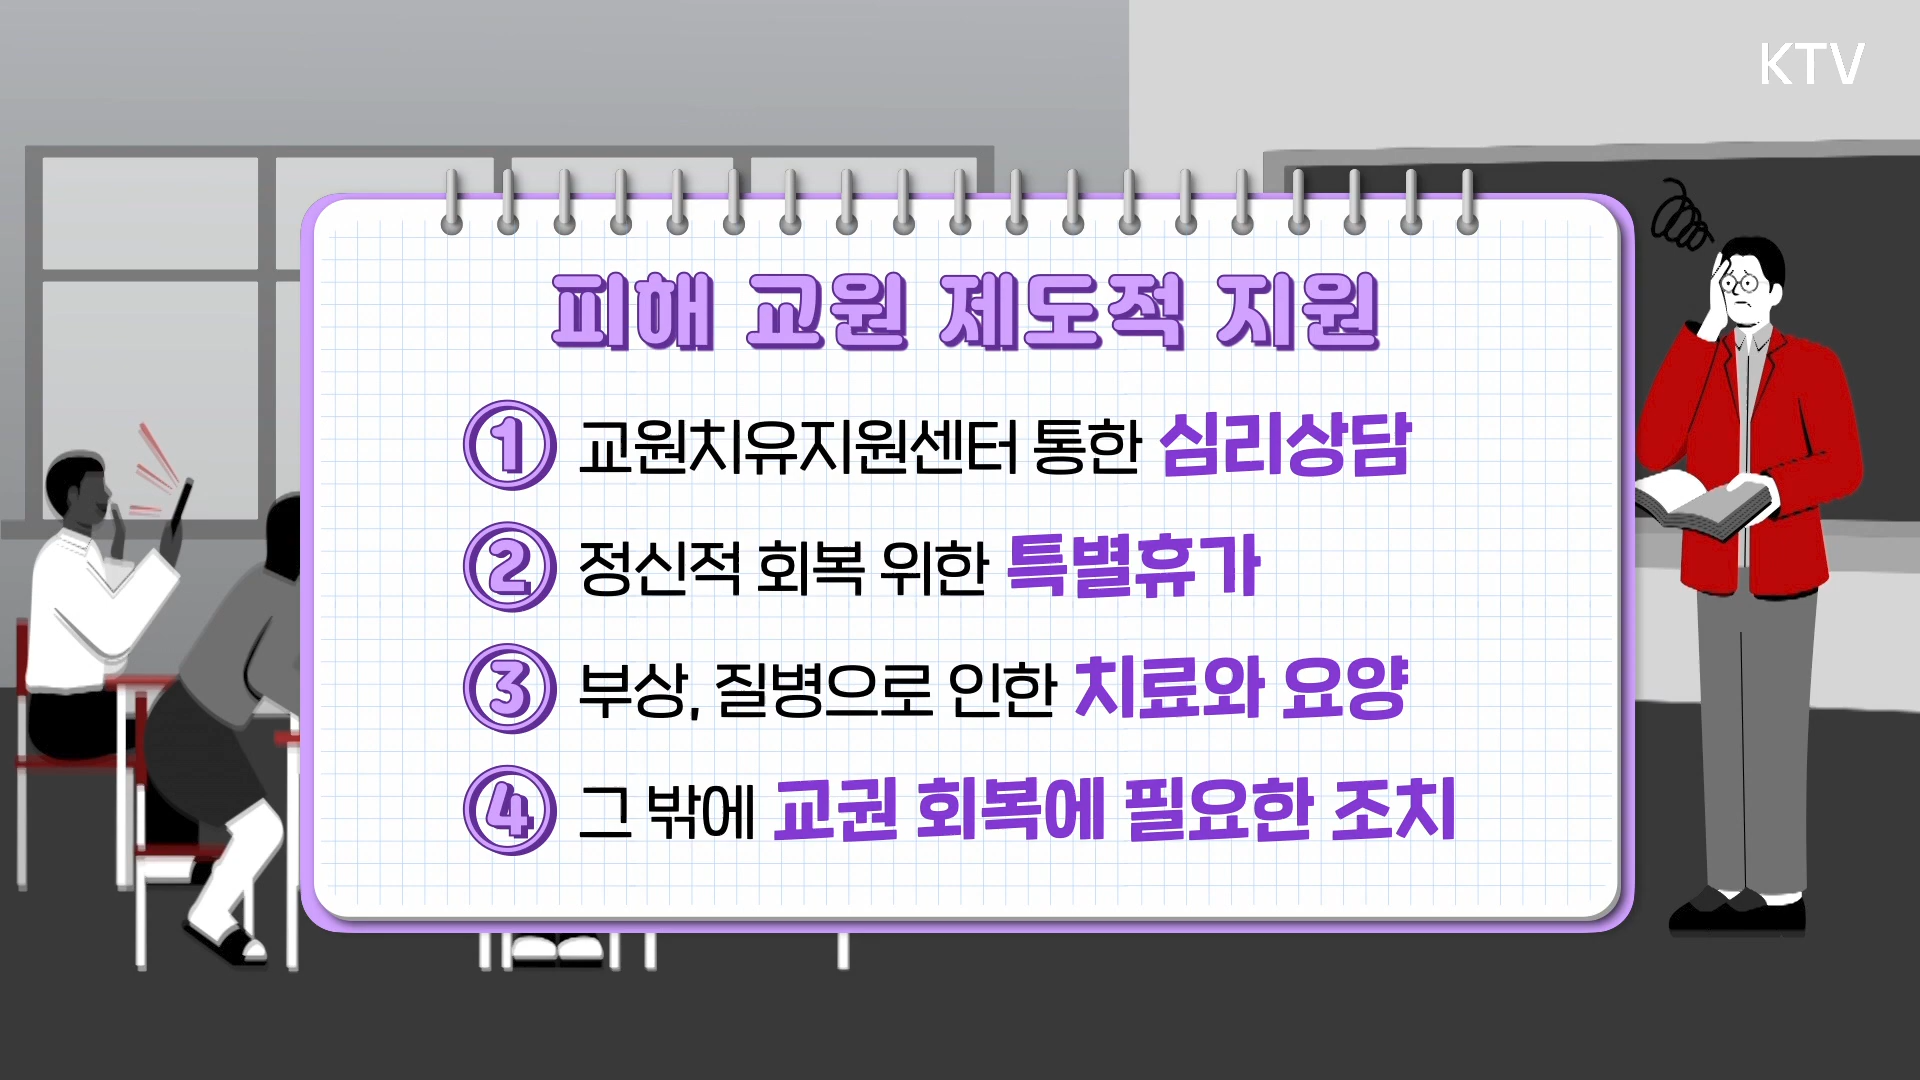 KTV
피해 교원 제도적 지원
1 교원치유지원센터 통한 심리상담
2 정신적 회복 위한 특별휴가
3 부상, 질병으로 인한 치료와 요양
4 그 밖에 교권 회복에 필요한 조치